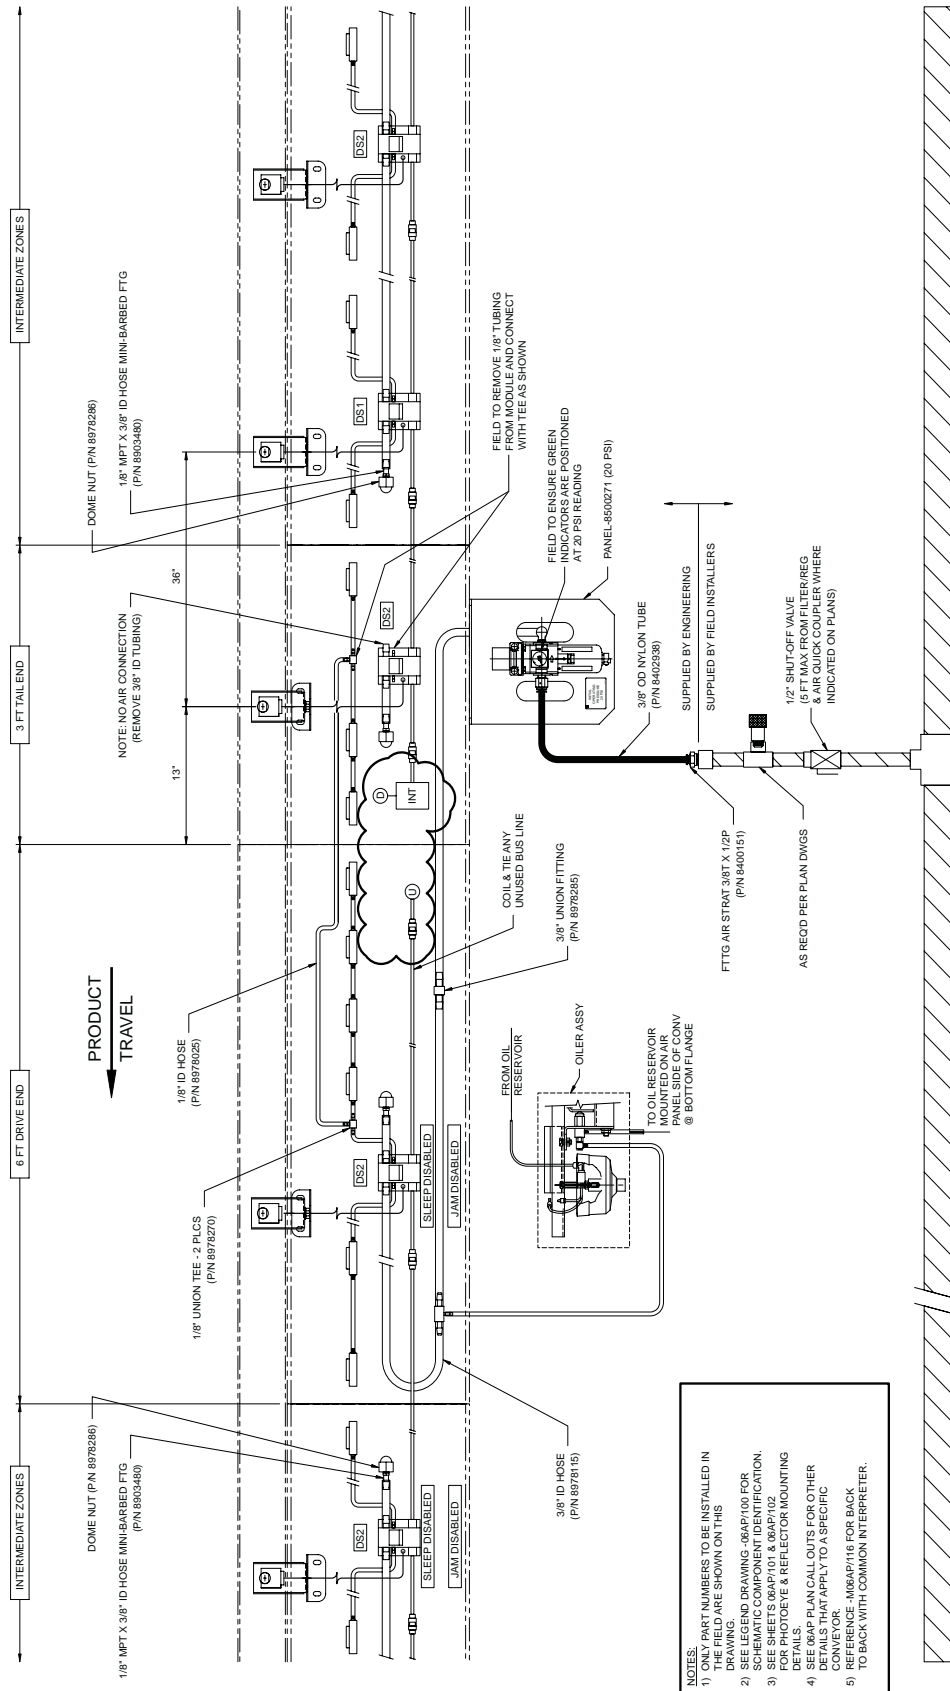 INTERMEDIATE ZONES
6 FT DRIVE END
3 FT TAIL END
INTERMEDIATE ZONES
DOME NUT (P/N 8978286)
1/8" MPT X 3/8" ID HOSE MINI-BARBED FTG
(P/N 8903480)
PRODUCT
TRAVEL
1/8" UNION TEE - 2 PLCS
(P/N 8978270)
1/8" ID HOSE
(P/N 8978025)
13"
36"
NOTE: NO AIR CONNECTION
(REMOVE 3/8" ID TUBING)
DOME NUT (P/N 8978286)
1/8" MPT X 3/8" ID HOSE MINI-BARBED FTG
(P/N 8903480)
DS2
SLEEP DISABLED
JAM DISABLED
DS2
SLEEP DISABLED
JAM DISABLED
U
D
INT
DS2
DS1
DS2
3/8" ID HOSE
(P/N 8978115)
COIL & TIE ANY
UNUSED BUS LINE
3/8" UNION FITTING
(P/N 8978285)
FROM OIL
RESERVOIR
OILER ASSY
TO OIL RESERVOIR
MOUNTED ON AIR
PANEL SIDE OF CONV
@ BOTTOM FLANGE
FIELD TO REMOVE 1/8" TUBING
FROM MODULE AND CONNECT
WITH TEE AS SHOWN
FIELD TO ENSURE GREEN
INDICATORS ARE POSITIONED
AT 20 PSI READING
PANEL-8500271 (20 PSI)
3/8" OD NYLON TUBE
(P/N 8402938)
SUPPLIED BY ENGINEERING
SUPPLIED BY FIELD INSTALLERS
FTTG AIR STRAT 3/8T X 1/2P
(P/N 8400151)
AS REQ'D PER PLAN DWGS
1/2" SHUT-OFF VALVE
(5 FT MAX FROM FILTER/REG
& AIR QUICK COUPLER WHERE
INDICATED ON PLANS)
NOTES:
1) ONLY PART NUMBERS TO BE INSTALLED IN
THE FIELD ARE SHOWN ON THIS
DRAWING.
2) SEE LEGEND DRAWING -06AP/100 FOR
SCHEMATIC COMPONENT IDENTIFICATION.
3) SEE SHEETS 06AP/101 & 06AP/102
FOR PHOTOEYE & REFLECTOR MOUNTING
DETAILS.
4) SEE 06AP PLAN CALL OUTS FOR OTHER
DETAILS THAT APPLY TO A SPECIFIC
CONVEYOR.
5) REFERENCE -M06AP/116 FOR BACK
TO BACK WITH COMMON INTERPRETER.